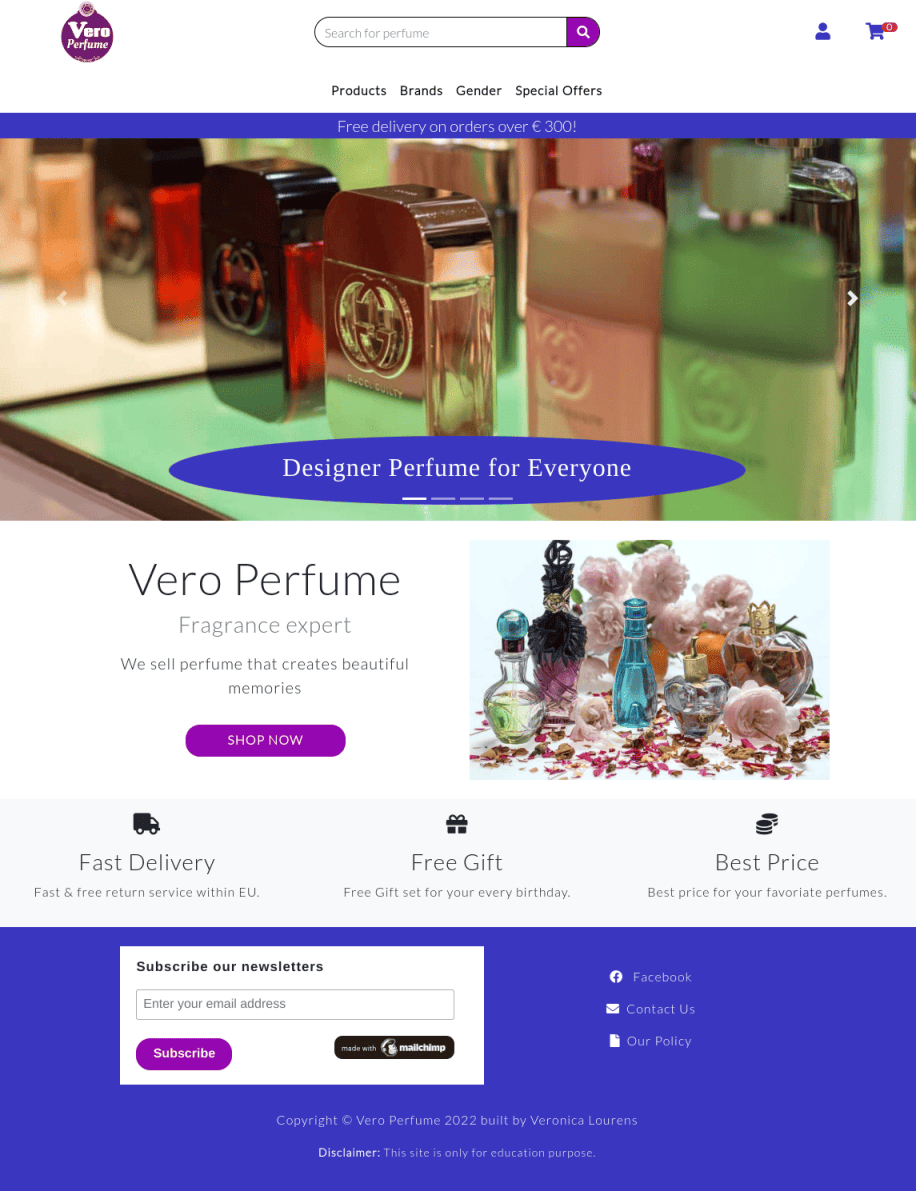 Vero
Perfume
Search for perfume
0
Products Brands Gender Special Offers
Free delivery on orders over € 300!
GUCCI GUILTY
Designer Perfume for Everyone
Vero Perfume
Fragrance expert
We sell perfume that creates beautiful
memories
SHOP NOW
Fast Delivery
Fast & free return service within EU.
Free Gift
Free Gift set for your every birthday.
Best Price
Best price for your favoriate perfumes.
Subscribe our newsletters
Enter your email address
Subscribe
made with mailchimp
Facebook
Contact Us
Our Policy
Copyright © Vero Perfume 2022 built by Veronica Lourens
Disclaimer: This site is only for education purpose.